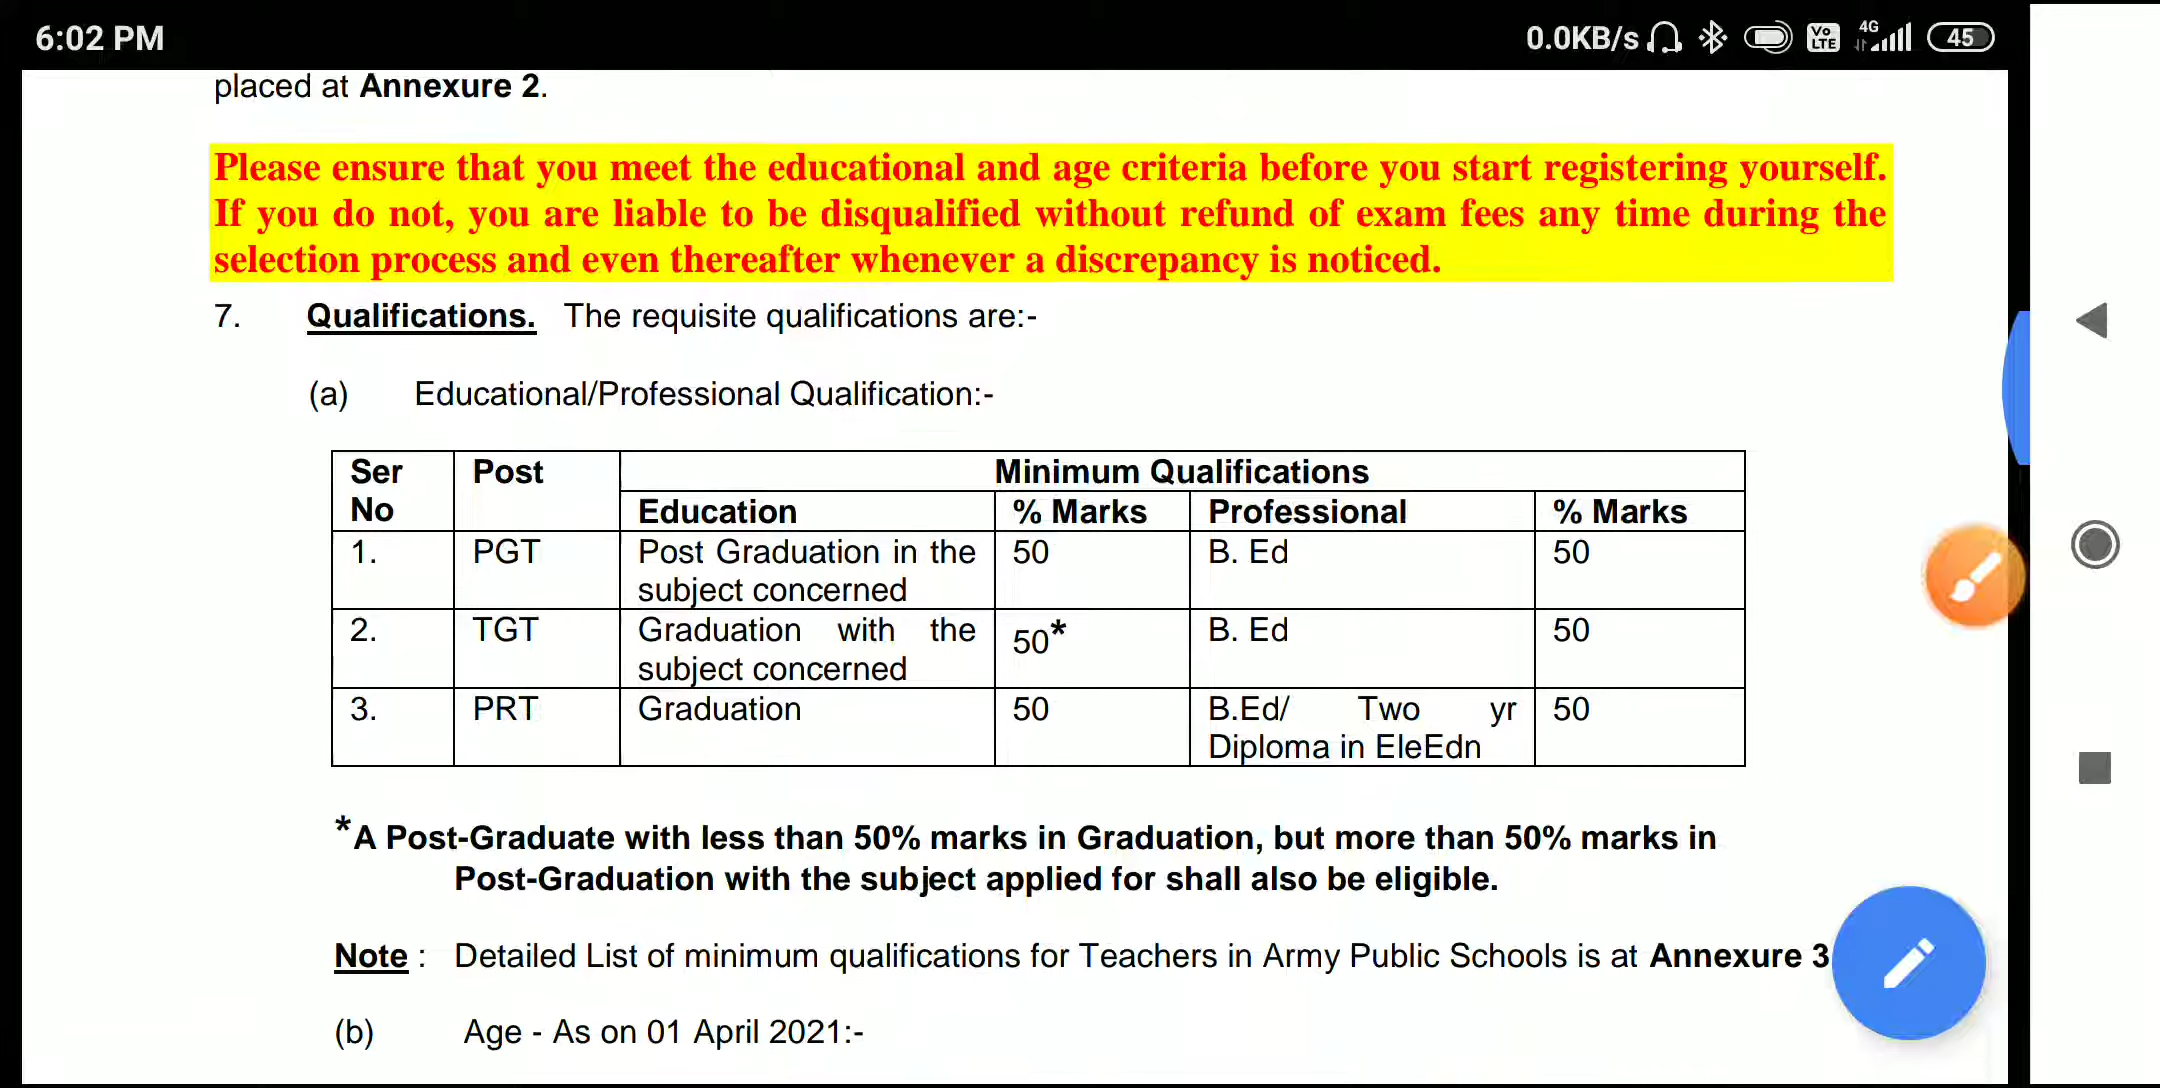 6:02 PM
0.0KB/s Vo LTE 4G 45
placed at Annexure 2.
Please ensure that you meet the educational and age criteria before you start registering yourself.
If you do not, you are liable to be disqualified without refund of exam fees any time during the
selection process and even thereafter whenever a discrepancy is noticed.
7. Qualifications. The requisite qualifications are:-
(a) Educational/Professional Qualification:-
Ser No Post Minimum Qualifications
Education % Marks Professional % Marks
1. PGT Post Graduation in the 50 B. Ed 50
subject concerned
2. TGT Graduation with the 50* B. Ed 50
subject concerned
3. PRT Graduation 50 B.Ed/ Two yr 50
Diploma in EleEdn
*A Post-Graduate with less than 50% marks in Graduation, but more than 50% marks in
Post-Graduation with the subject applied for shall also be eligible.
Note : Detailed List of minimum qualifications for Teachers in Army Public Schools is at Annexure 3
(b) Age - As on 01 April 2021:-